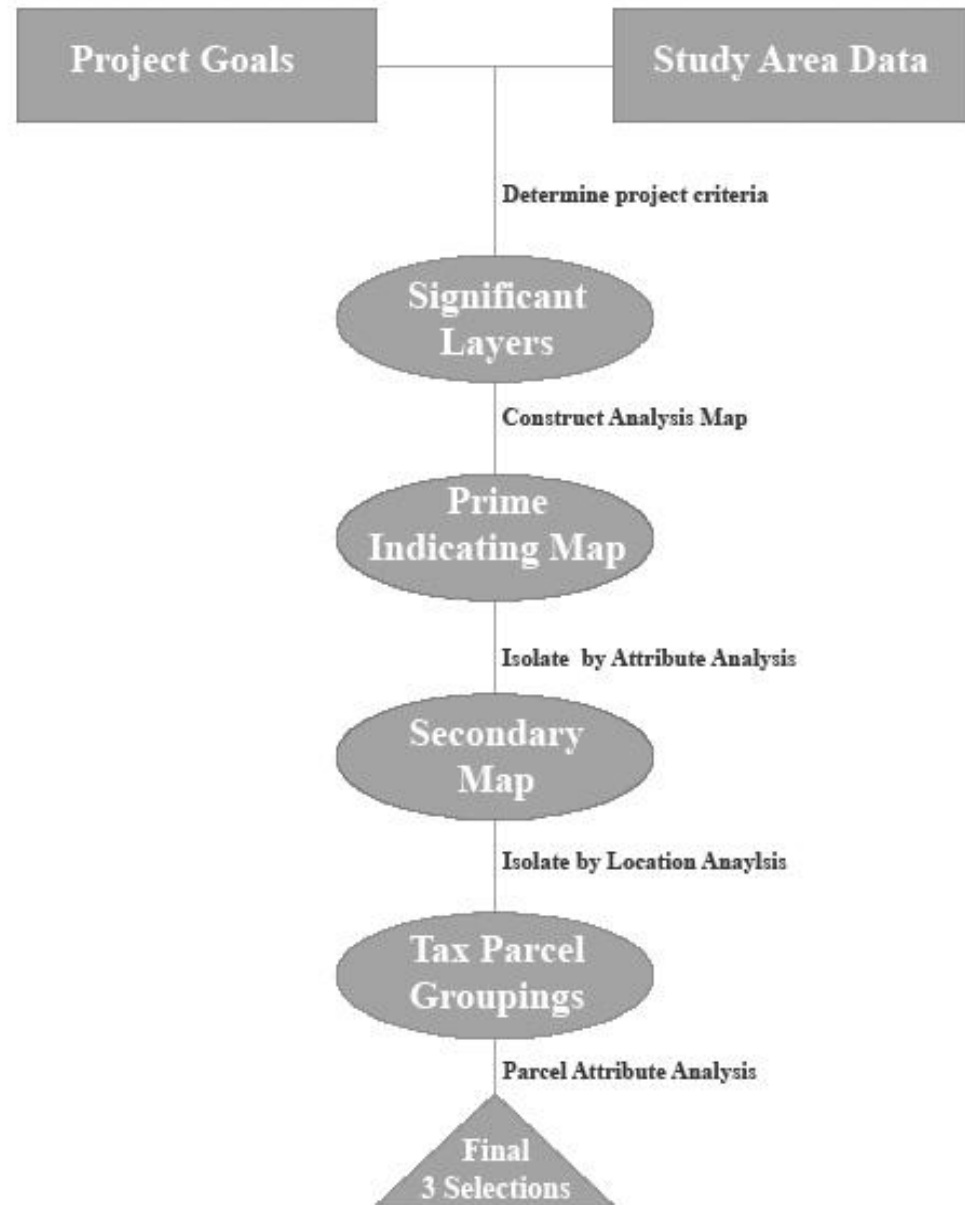 Project Goals
Study Area Data
Determine project criteria
Significant
Layers
Construct Analysis Map
Prime
Indicating Map
Isolate  by Attribute Analysis
Secondary
Map
Isolate by Location Anaylsis
Tax Parcel
Groupings
Parcel Attribute Analysis
Final
3 Selections